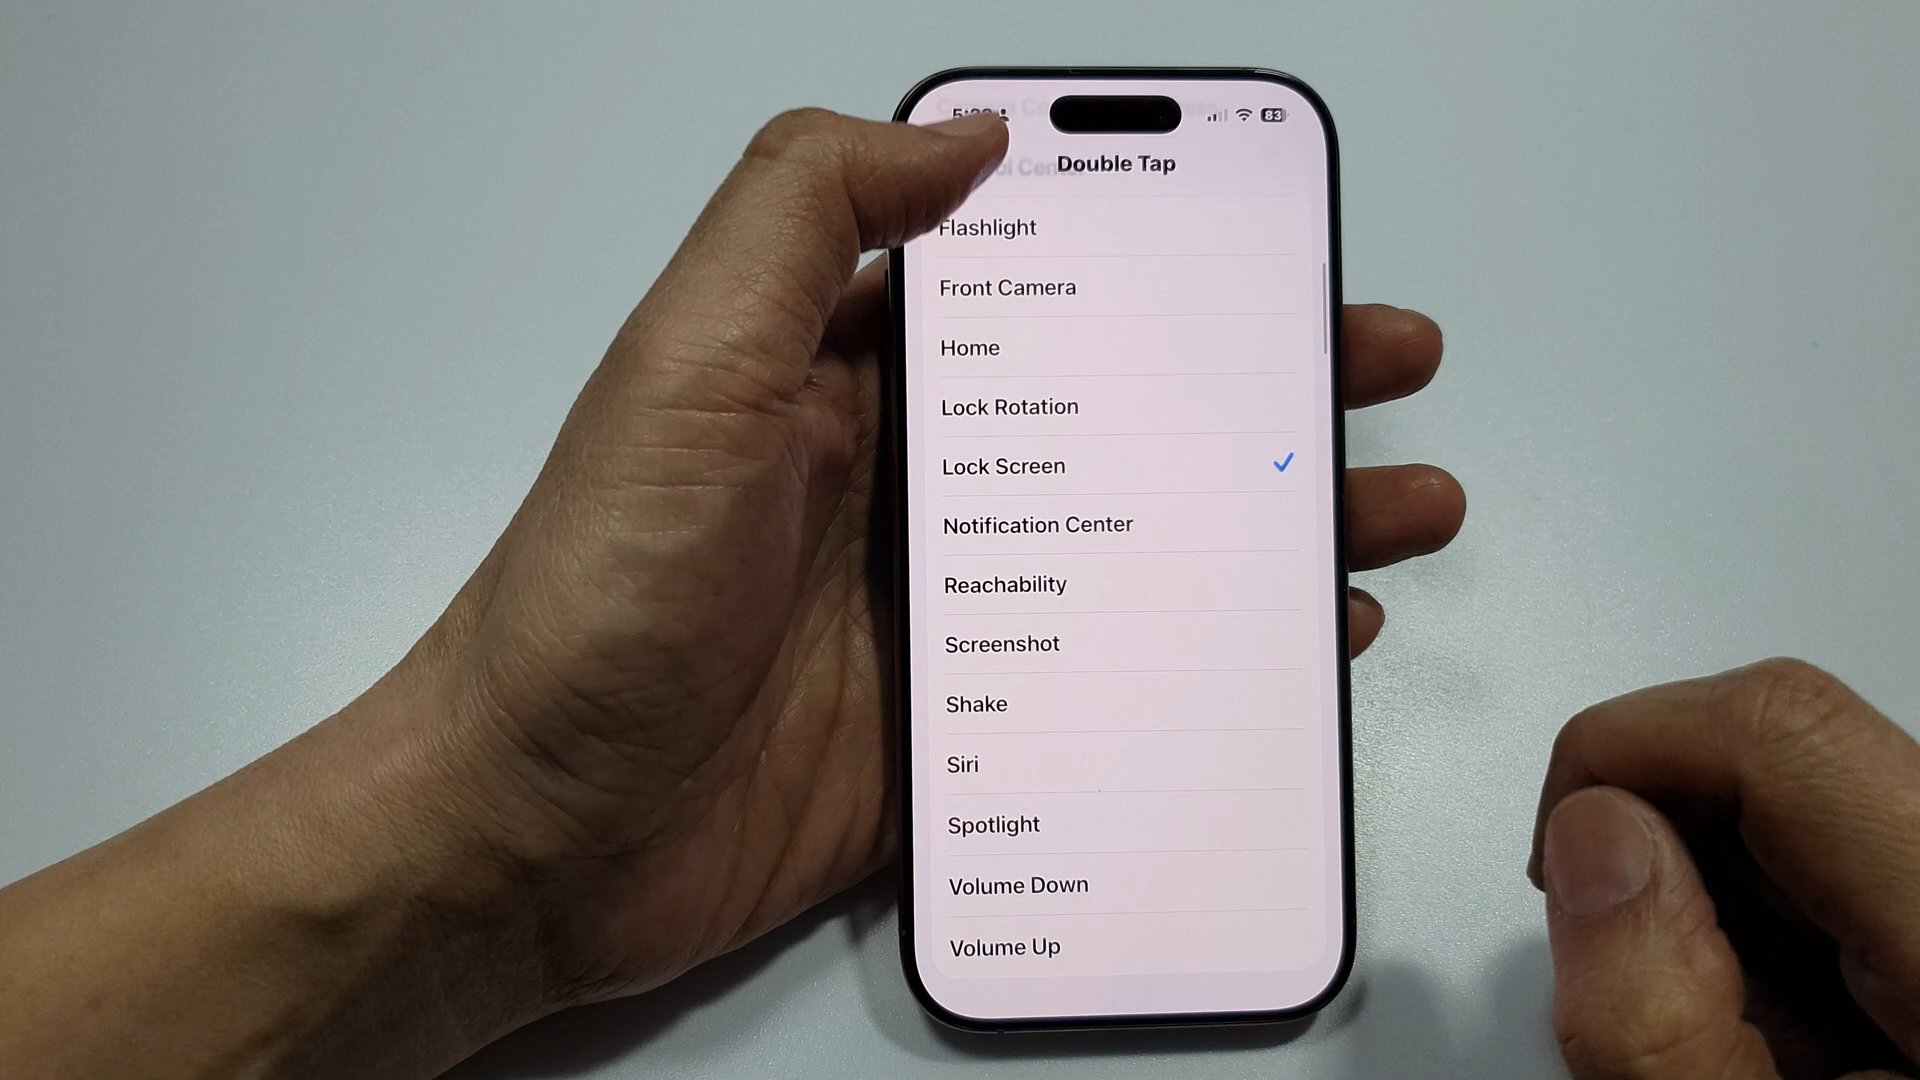 83
Double Tap
Flashlight
Front Camera
Home
Lock Rotation
Lock Screen
Notification Center
Reachability
Screenshot
Shake
Siri
Spotlight
Volume Down
Volume Up